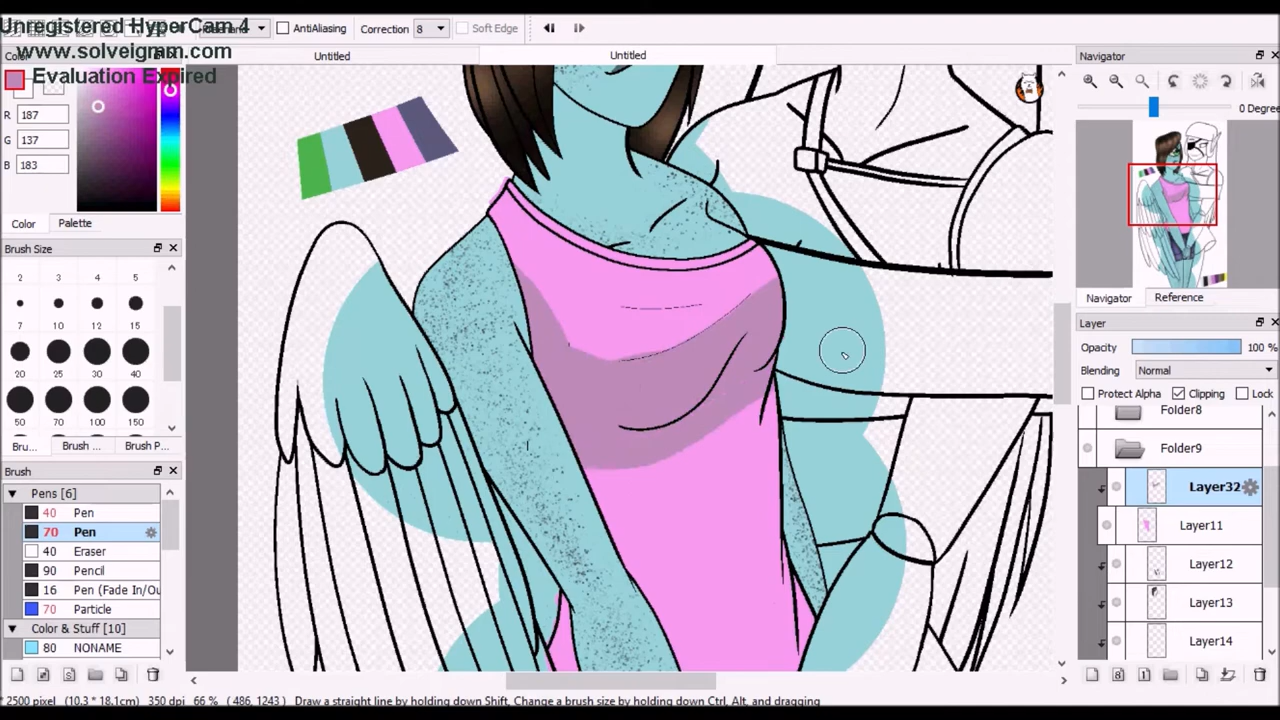 Unregistered HyperCam 4
www.solveigmm.com
Evaluation Expired
AntiAliasing
Correction 8
Soft Edge
Untitled
Untitled
Color
R 187
G 137
B 183
Color
Palette
Brush Size
2 3 4 5
7 10 12 15
20 25 30 40
50 70 100 150
Bru...
Brush ...
Brush P...
Brush
Pens [6]
40 Pen
70 Pen
40 Eraser
90 Pencil
16 Pen (Fade In/Ou
70 Particle
Color & Stuff [10]
80 NONAME
Navigator
0 Degree
Navigator
Reference
Layer
Opacity 100 %
Blending Normal
Protect Alpha Clipping Lock
Folder8
Folder9
Layer32
Layer11
Layer12
Layer13
Layer14
* 2500 pixel (10.3 * 18.1cm) 350 dpi 66 % ( 486, 1243) Draw a straight line by holding down Shift, Change a brush size by holding down Ctrl, Alt, and dragging